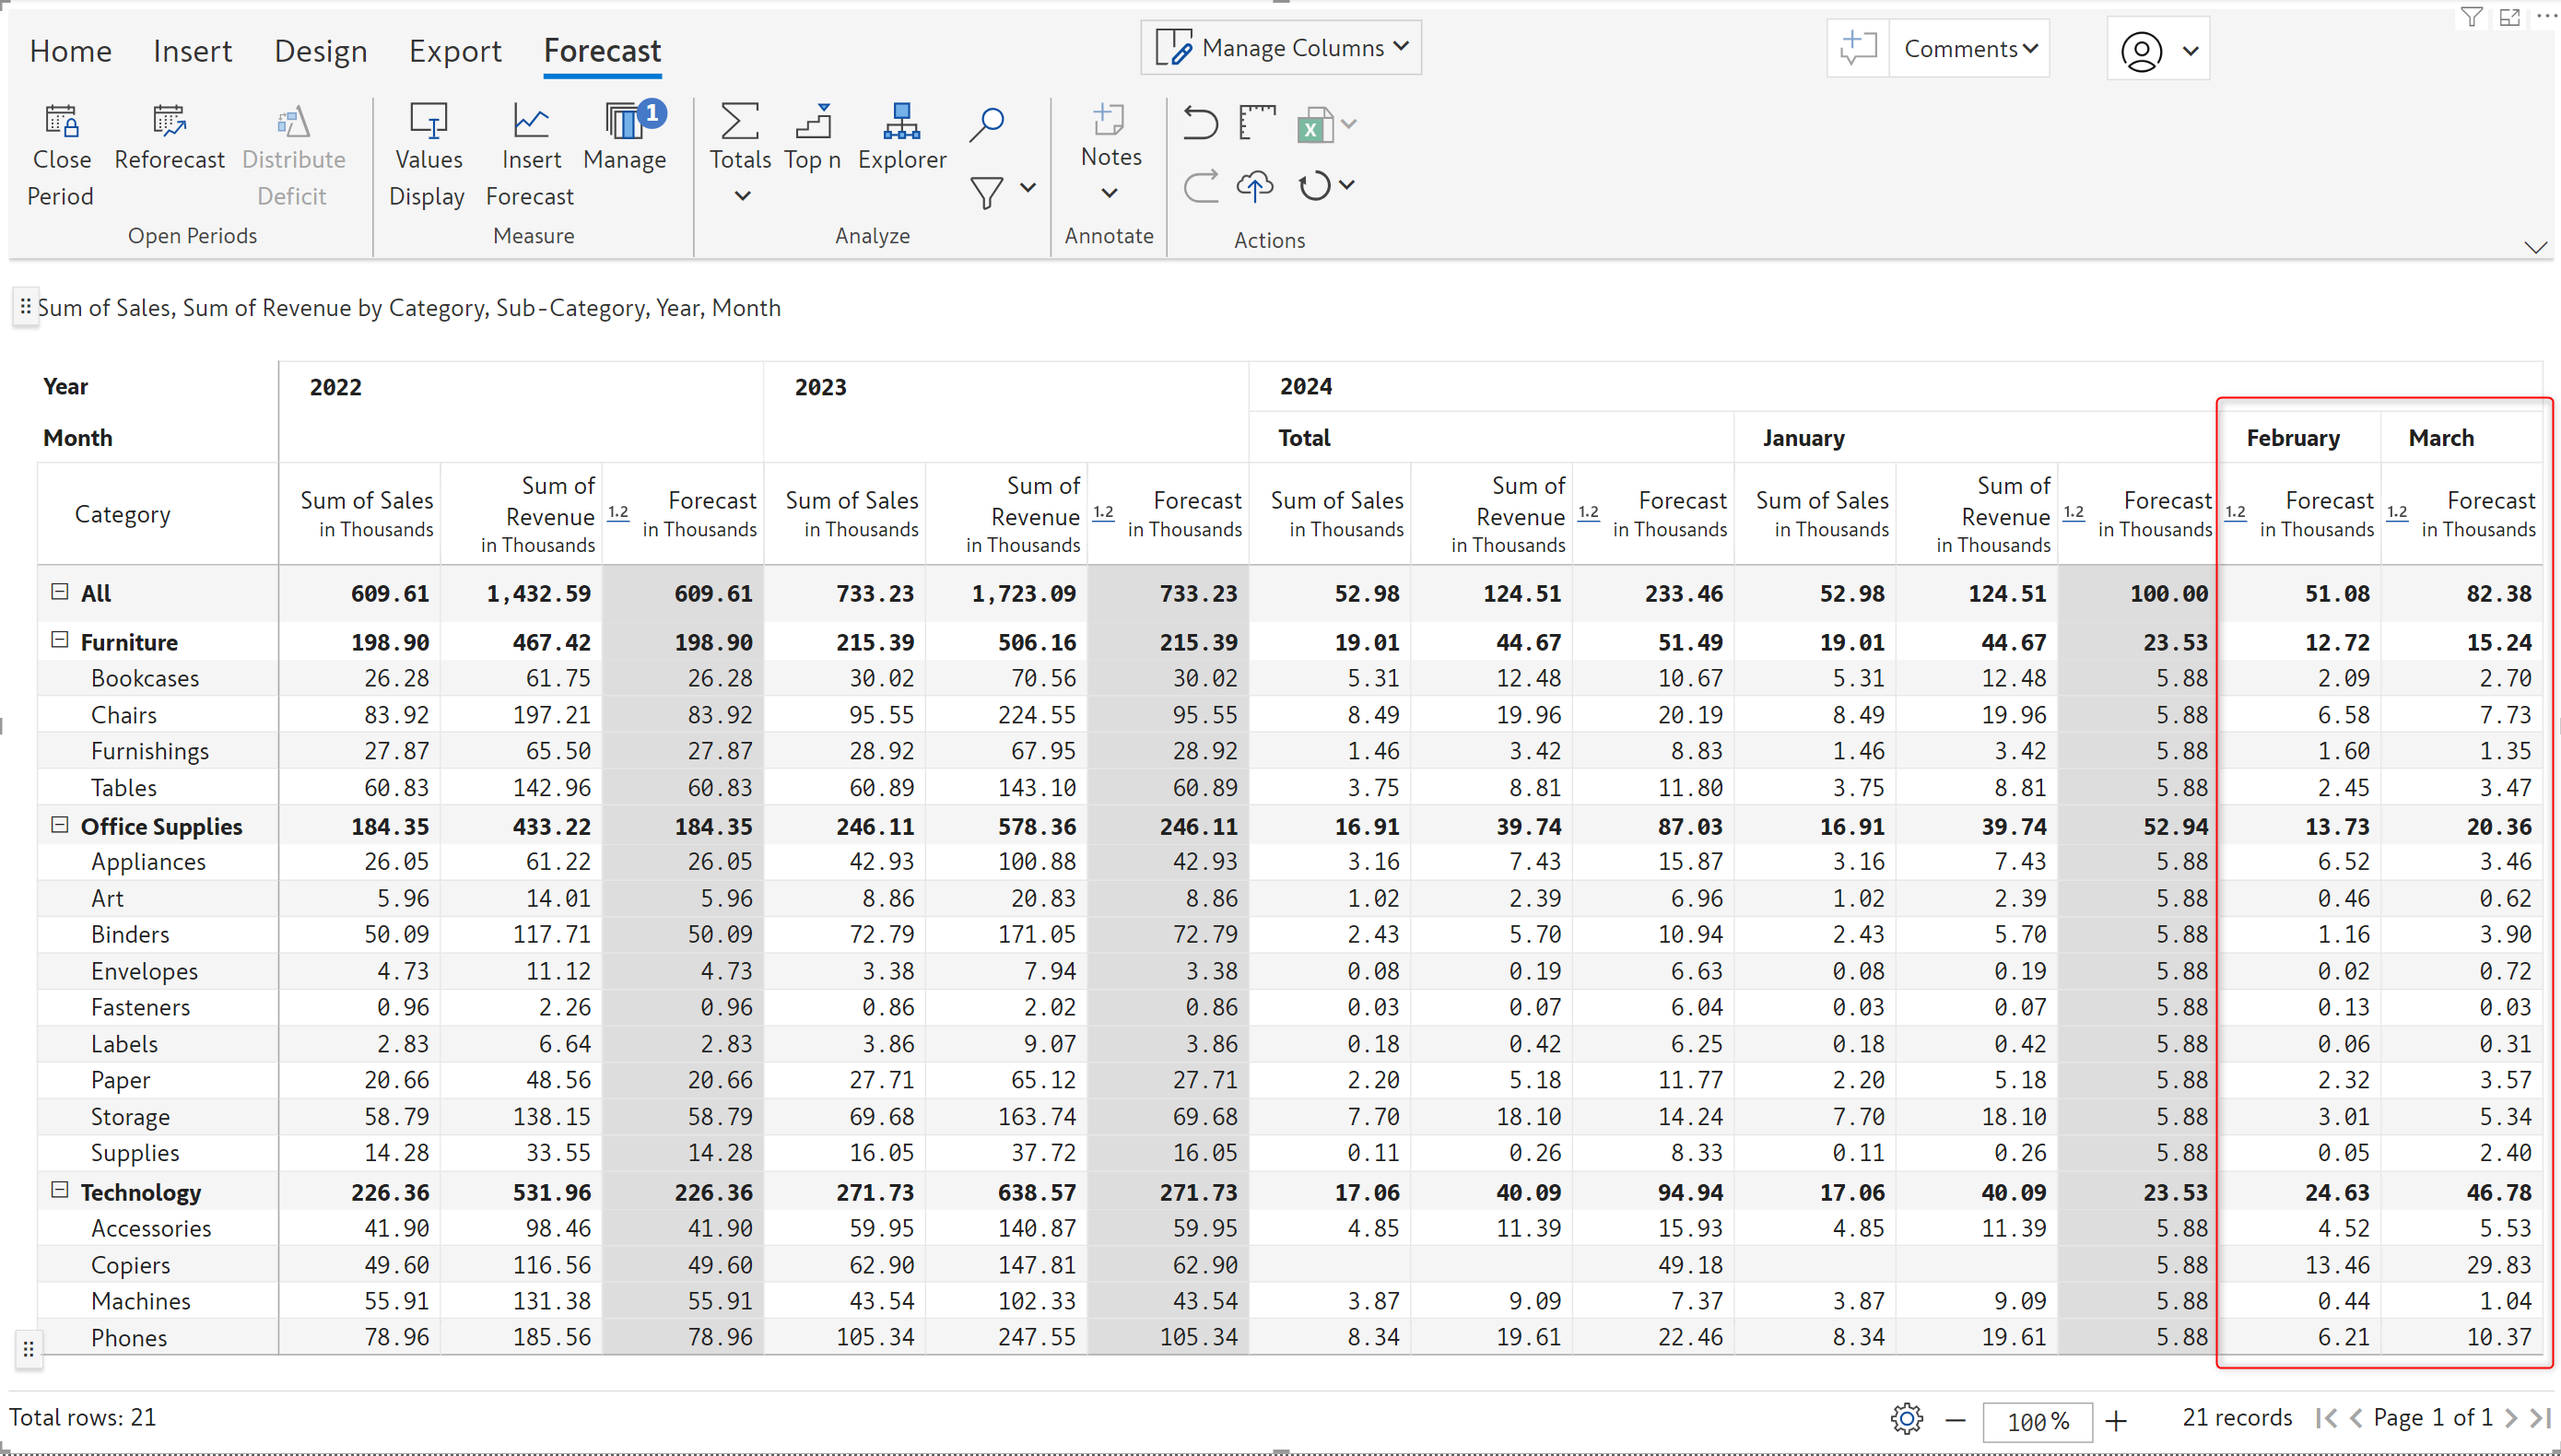 Home Insert Design Export Forecast Manage Columns Comments
Close Period Reforecast Distribute Deficit
Open Periods
Values Display Insert Forecast Manage 1
Measure
Totals Top n Explorer
Analyze
Notes
Annotate
X
Actions
Sum of Sales, Sum of Revenue by Category, Sub-Category, Year, Month
Year 2022 2023 2024
Month Total January February March
Category Sum of Sales in Thousands Sum of Revenue in Thousands 1.2 Forecast in Thousands Sum of Sales in Thousands Sum of Revenue in Thousands 1.2 Forecast in Thousands Sum of Sales in Thousands Sum of Revenue in Thousands 1.2 Forecast in Thousands Sum of Sales in Thousands Sum of Revenue in Thousands 1.2 Forecast in Thousands 1.2 Forecast in Thousands 1.2 Forecast in Thousands
All 609.61 1,432.59 609.61 733.23 1,723.09 733.23 52.98 124.51 233.46 52.98 124.51 100.00 51.08 82.38
Furniture 198.90 467.42 198.90 215.39 506.16 215.39 19.01 44.67 51.49 19.01 44.67 23.53 12.72 15.24
Bookcases 26.28 61.75 26.28 30.02 70.56 30.02 5.31 12.48 10.67 5.31 12.48 5.88 2.09 2.70
Chairs 83.92 197.21 83.92 95.55 224.55 95.55 8.49 19.96 20.19 8.49 19.96 5.88 6.58 7.73
Furnishings 27.87 65.50 27.87 28.92 67.95 28.92 1.46 3.42 8.83 1.46 3.42 5.88 1.60 1.35
Tables 60.83 142.96 60.83 60.89 143.10 60.89 3.75 8.81 11.80 3.75 8.81 5.88 2.45 3.47
Office Supplies 184.35 433.22 184.35 246.11 578.36 246.11 16.91 39.74 87.03 16.91 39.74 52.94 13.73 20.36
Appliances 26.05 61.22 26.05 42.93 100.88 42.93 3.16 7.43 15.87 3.16 7.43 5.88 6.52 3.46
Art 5.96 14.01 5.96 8.86 20.83 8.86 1.02 2.39 6.96 1.02 2.39 5.88 0.46 0.62
Binders 50.09 117.71 50.09 72.79 171.05 72.79 2.43 5.70 10.94 2.43 5.70 5.88 1.16 3.90
Envelopes 4.73 11.12 4.73 3.38 7.94 3.38 0.08 0.19 6.63 0.08 0.19 5.88 0.02 0.72
Fasteners 0.96 2.26 0.96 0.86 2.02 0.86 0.03 0.07 6.04 0.03 0.07 5.88 0.13 0.03
Labels 2.83 6.64 2.83 3.86 9.07 3.86 0.18 0.42 6.25 0.18 0.42 5.88 0.06 0.31
Paper 20.66 48.56 20.66 27.71 65.12 27.71 2.20 5.18 11.77 2.20 5.18 5.88 2.32 3.57
Storage 58.79 138.15 58.79 69.68 163.74 69.68 7.70 18.10 14.24 7.70 18.10 5.88 3.01 5.34
Supplies 14.28 33.55 14.28 16.05 37.72 16.05 0.11 0.26 8.33 0.11 0.26 5.88 0.05 2.40
Technology 226.36 531.96 226.36 271.73 638.57 271.73 17.06 40.09 94.94 17.06 40.09 23.53 24.63 46.78
Accessories 41.90 98.46 41.90 59.95 140.87 59.95 4.85 11.39 15.93 4.85 11.39 5.88 4.52 5.53
Copiers 49.60 116.56 49.60 62.90 147.81 62.90 49.18 5.88 13.46 29.83
Machines 55.91 131.38 55.91 43.54 102.33 43.54 3.87 9.09 7.37 3.87 9.09 5.88 0.44 1.04
Phones 78.96 185.56 78.96 105.34 247.55 105.34 8.34 19.61 22.46 8.34 19.61 5.88 6.21 10.37
Total rows: 21 100% 21 records Page 1 of 1